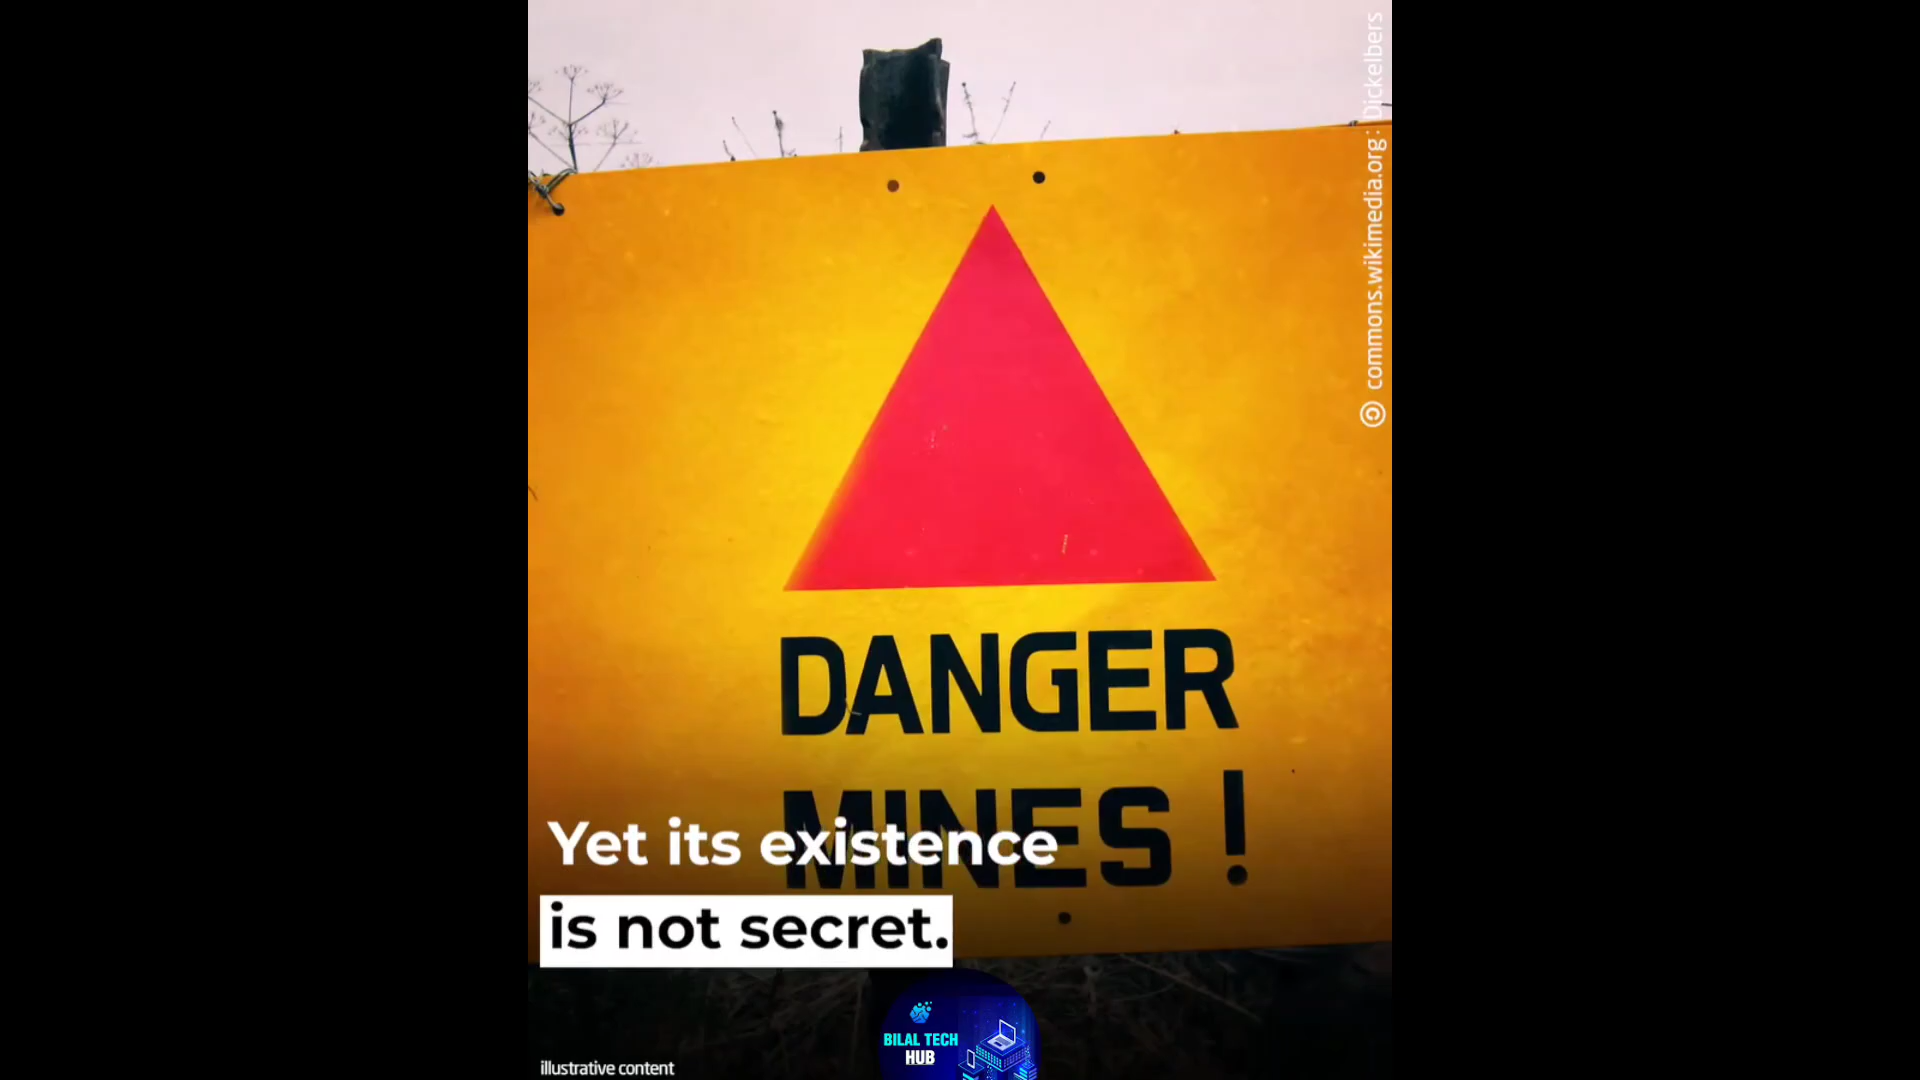 © commons.wikimedia.org: Dickelbers
DANGER
MINES !
Yet its existence
is not secret.
BILAL TECH
HUB
illustrative content